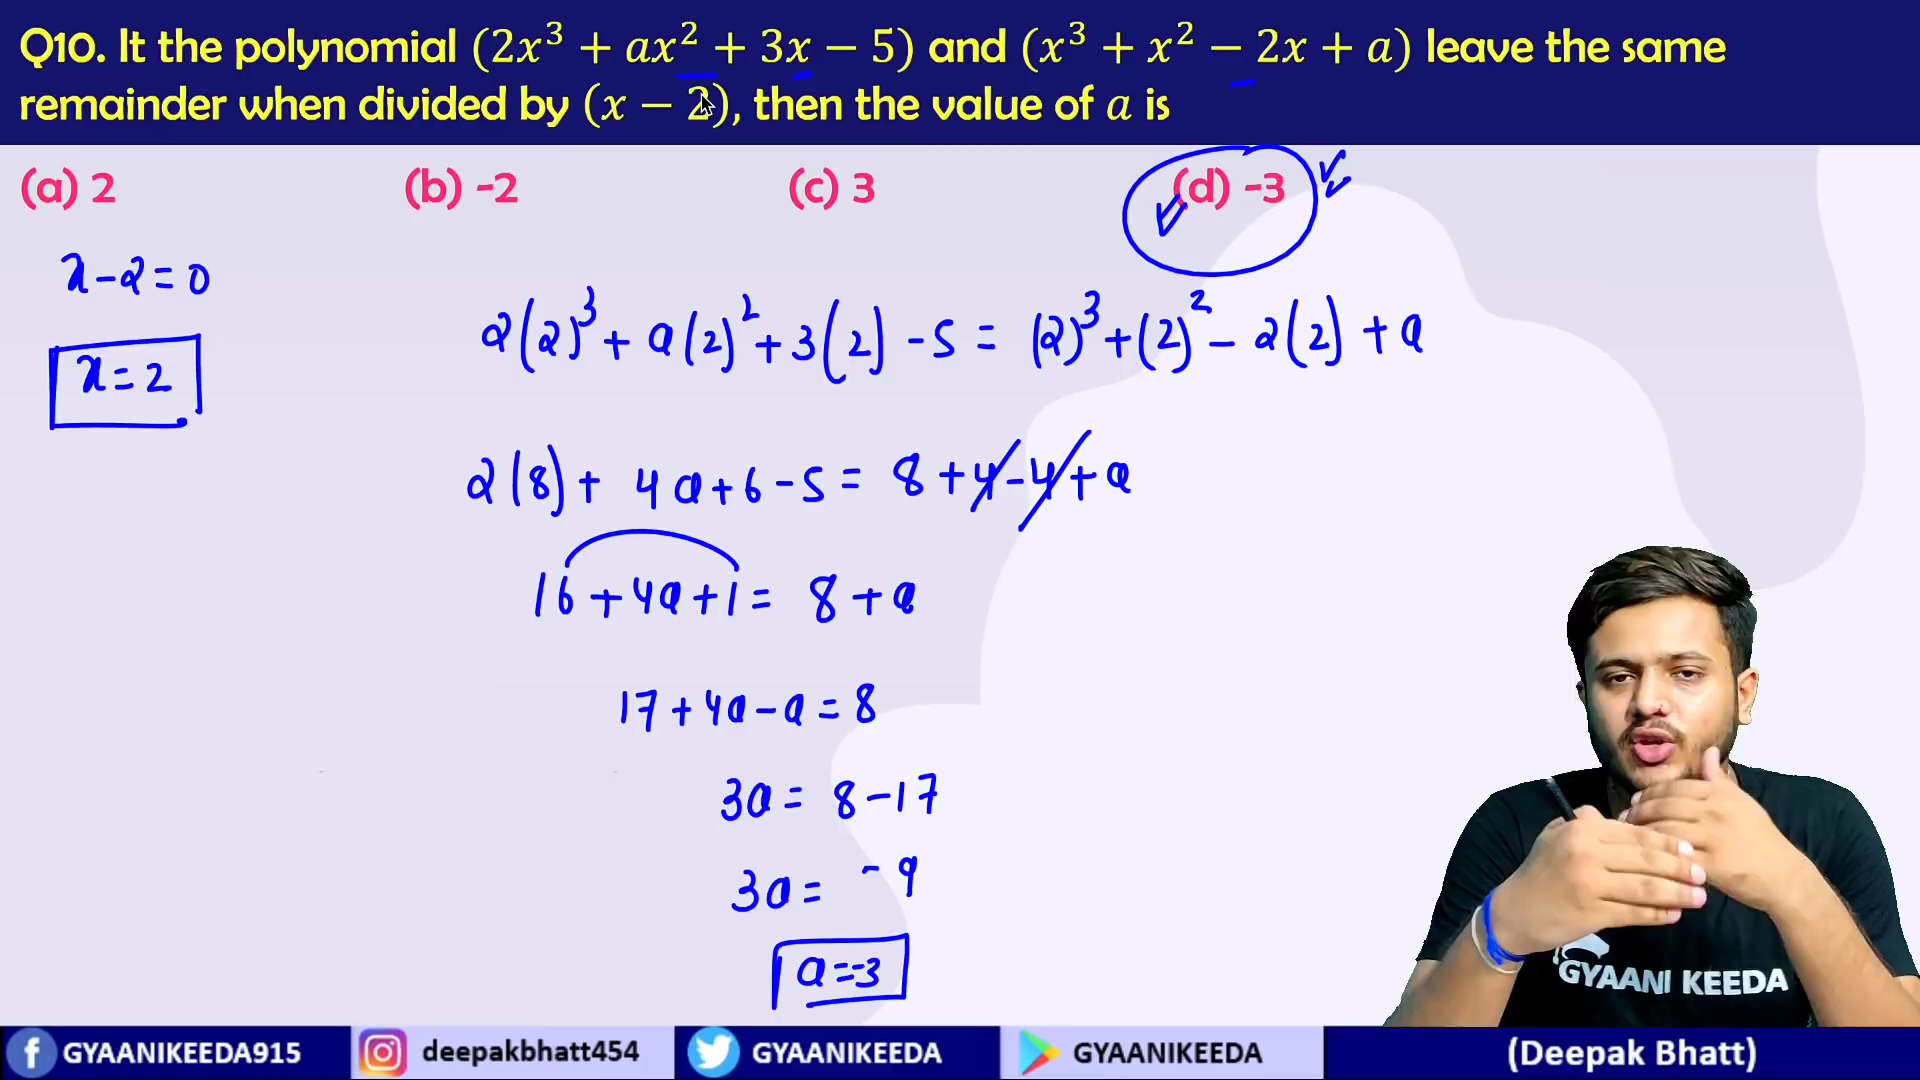 Q10. It the polynomial (2x³ + ax² + 3x − 5) and (x³ + x² − 2x + a) leave the same
remainder when divided by (x − 2), then the value of a is
(a) 2 (b) -2 (c) 3 (d) -3
x-2=0
x=2
2(2)³+a(2)²+3(2)-5=(2)³+(2)²-2(2)+a
2(8)+4a+6-5=8+4-4+a
16+4a+1=8+a
17+4a-a=8
3a=8-17
3a=-9
a=-3
GYAANI KEEDA
GYAANIKEEDA915 deepakbhatt454 GYAANIKEEDA GYAANIKEEDA (Deepak Bhatt)